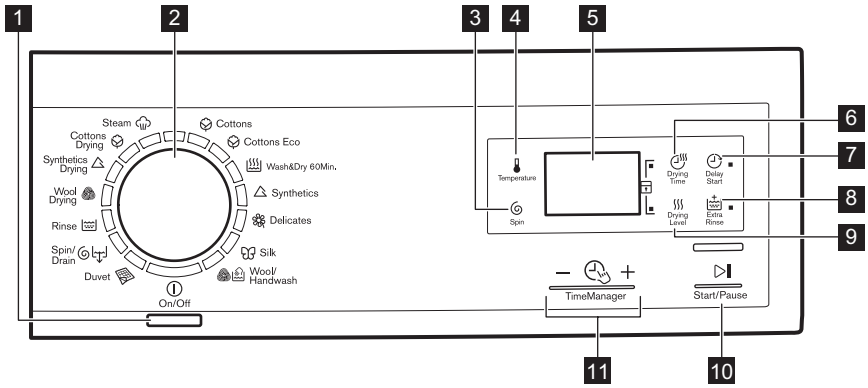 1
2
3
4
5
6
7
8
9
10
11
Steam
Cottons
Drying
Synthetics
Drying
Wool
Drying
Rinse
Spin/
Drain
Duvet
Cottons
Cottons Eco
Wash&Dry 60Min.
Synthetics
Delicates
Silk
Wool/
Handwash
On/Off
Temperature
Spin
Drying
Time
Delay
Start
Drying
Level
Extra
Rinse
− +
TimeManager
Start/Pause